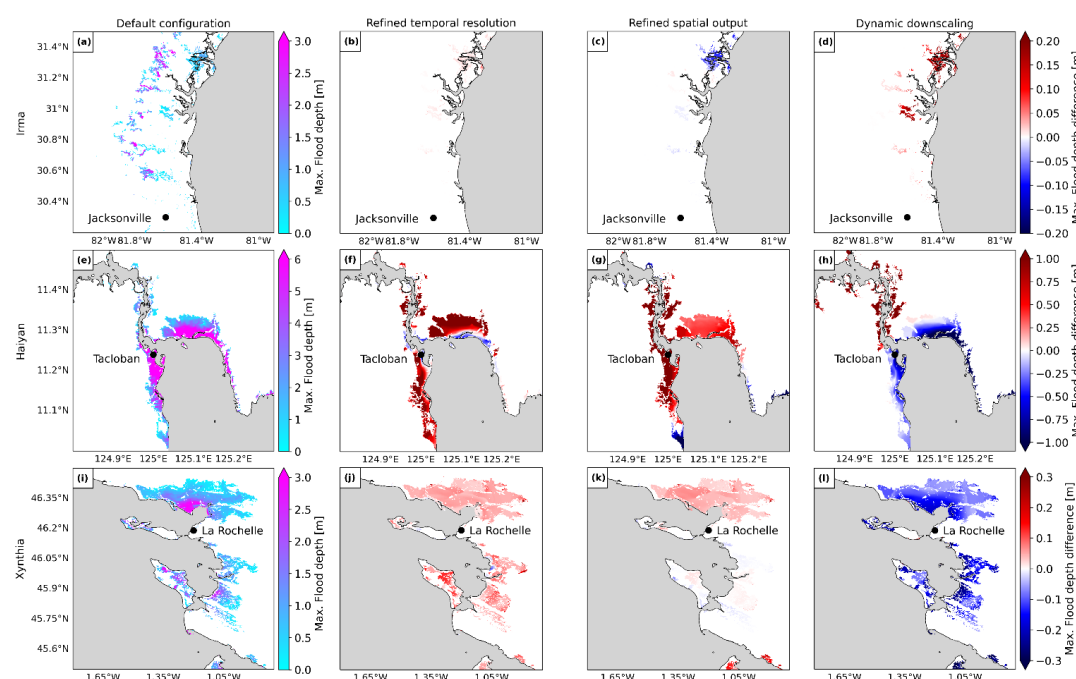 Default configuration Refined temporal resolution Refined spatial output Dynamic downscaling
(a) (b) (c) (d)
Irma
31.4°N
31.2°N
31.0°N
30.8°N
30.6°N
30.4°N
Jacksonville Jacksonville Jacksonville Jacksonville
82°W 81.8°W 81.4°W 81°W 82°W 81.8°W 81.4°W 81°W 82°W 81.8°W 81.4°W 81°W 82°W 81.8°W 81.4°W 81°W
3.0
2.5
2.0
1.5
1.0
0.5
0.0
Max. Flood depth [m]
0.20
0.15
0.10
0.05
0.00
−0.05
−0.10
−0.15
−0.20
Max. Flood depth difference [m]
(e) (f) (g) (h)
Haiyan
11.4°N
11.3°N
11.2°N
11.1°N
Tacloban Tacloban Tacloban Tacloban
124.9°E 125°E 125.1°E 125.2°E 124.9°E 125°E 125.1°E 125.2°E 124.9°E 125°E 125.1°E 125.2°E 124.9°E 125°E 125.1°E 125.2°E
6
5
4
3
2
1
0
Max. Flood depth [m]
1.00
0.75
0.50
0.25
0.00
−0.25
−0.50
−0.75
−1.00
Max. Flood depth difference [m]
(i) (j) (k) (l)
Xynthia
46.35°N
46.2°N
46.05°N
45.9°N
45.75°N
45.6°N
La Rochelle La Rochelle La Rochelle La Rochelle
1.65°W 1.35°W 1.05°W 1.65°W 1.35°W 1.05°W 1.65°W 1.35°W 1.05°W 1.65°W 1.35°W 1.05°W
3.0
2.5
2.0
1.5
1.0
0.5
0.0
Max. Flood depth [m]
0.3
0.2
0.1
0.0
−0.1
−0.2
−0.3
Max. Flood depth difference [m]